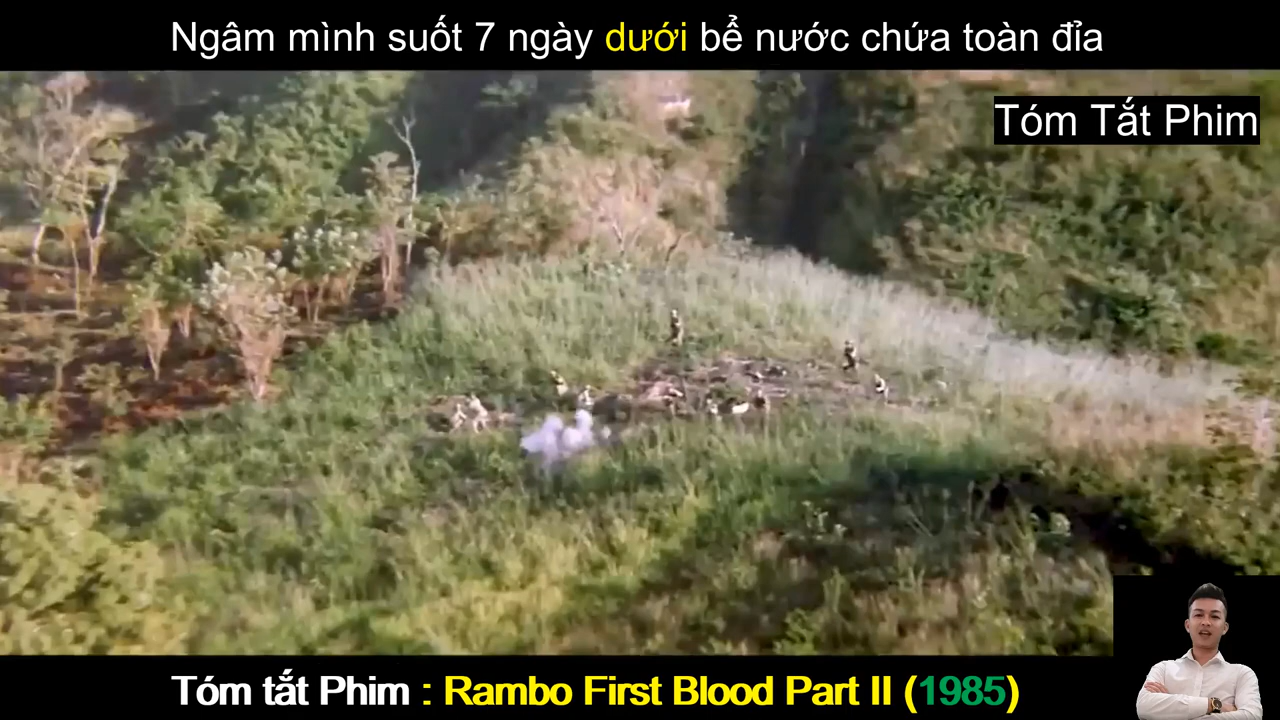 Ngâm mình suốt 7 ngày dưới bể nước chứa toàn đỉa
Tóm Tắt Phim
Tóm tắt Phim : Rambo First Blood Part II (1985)